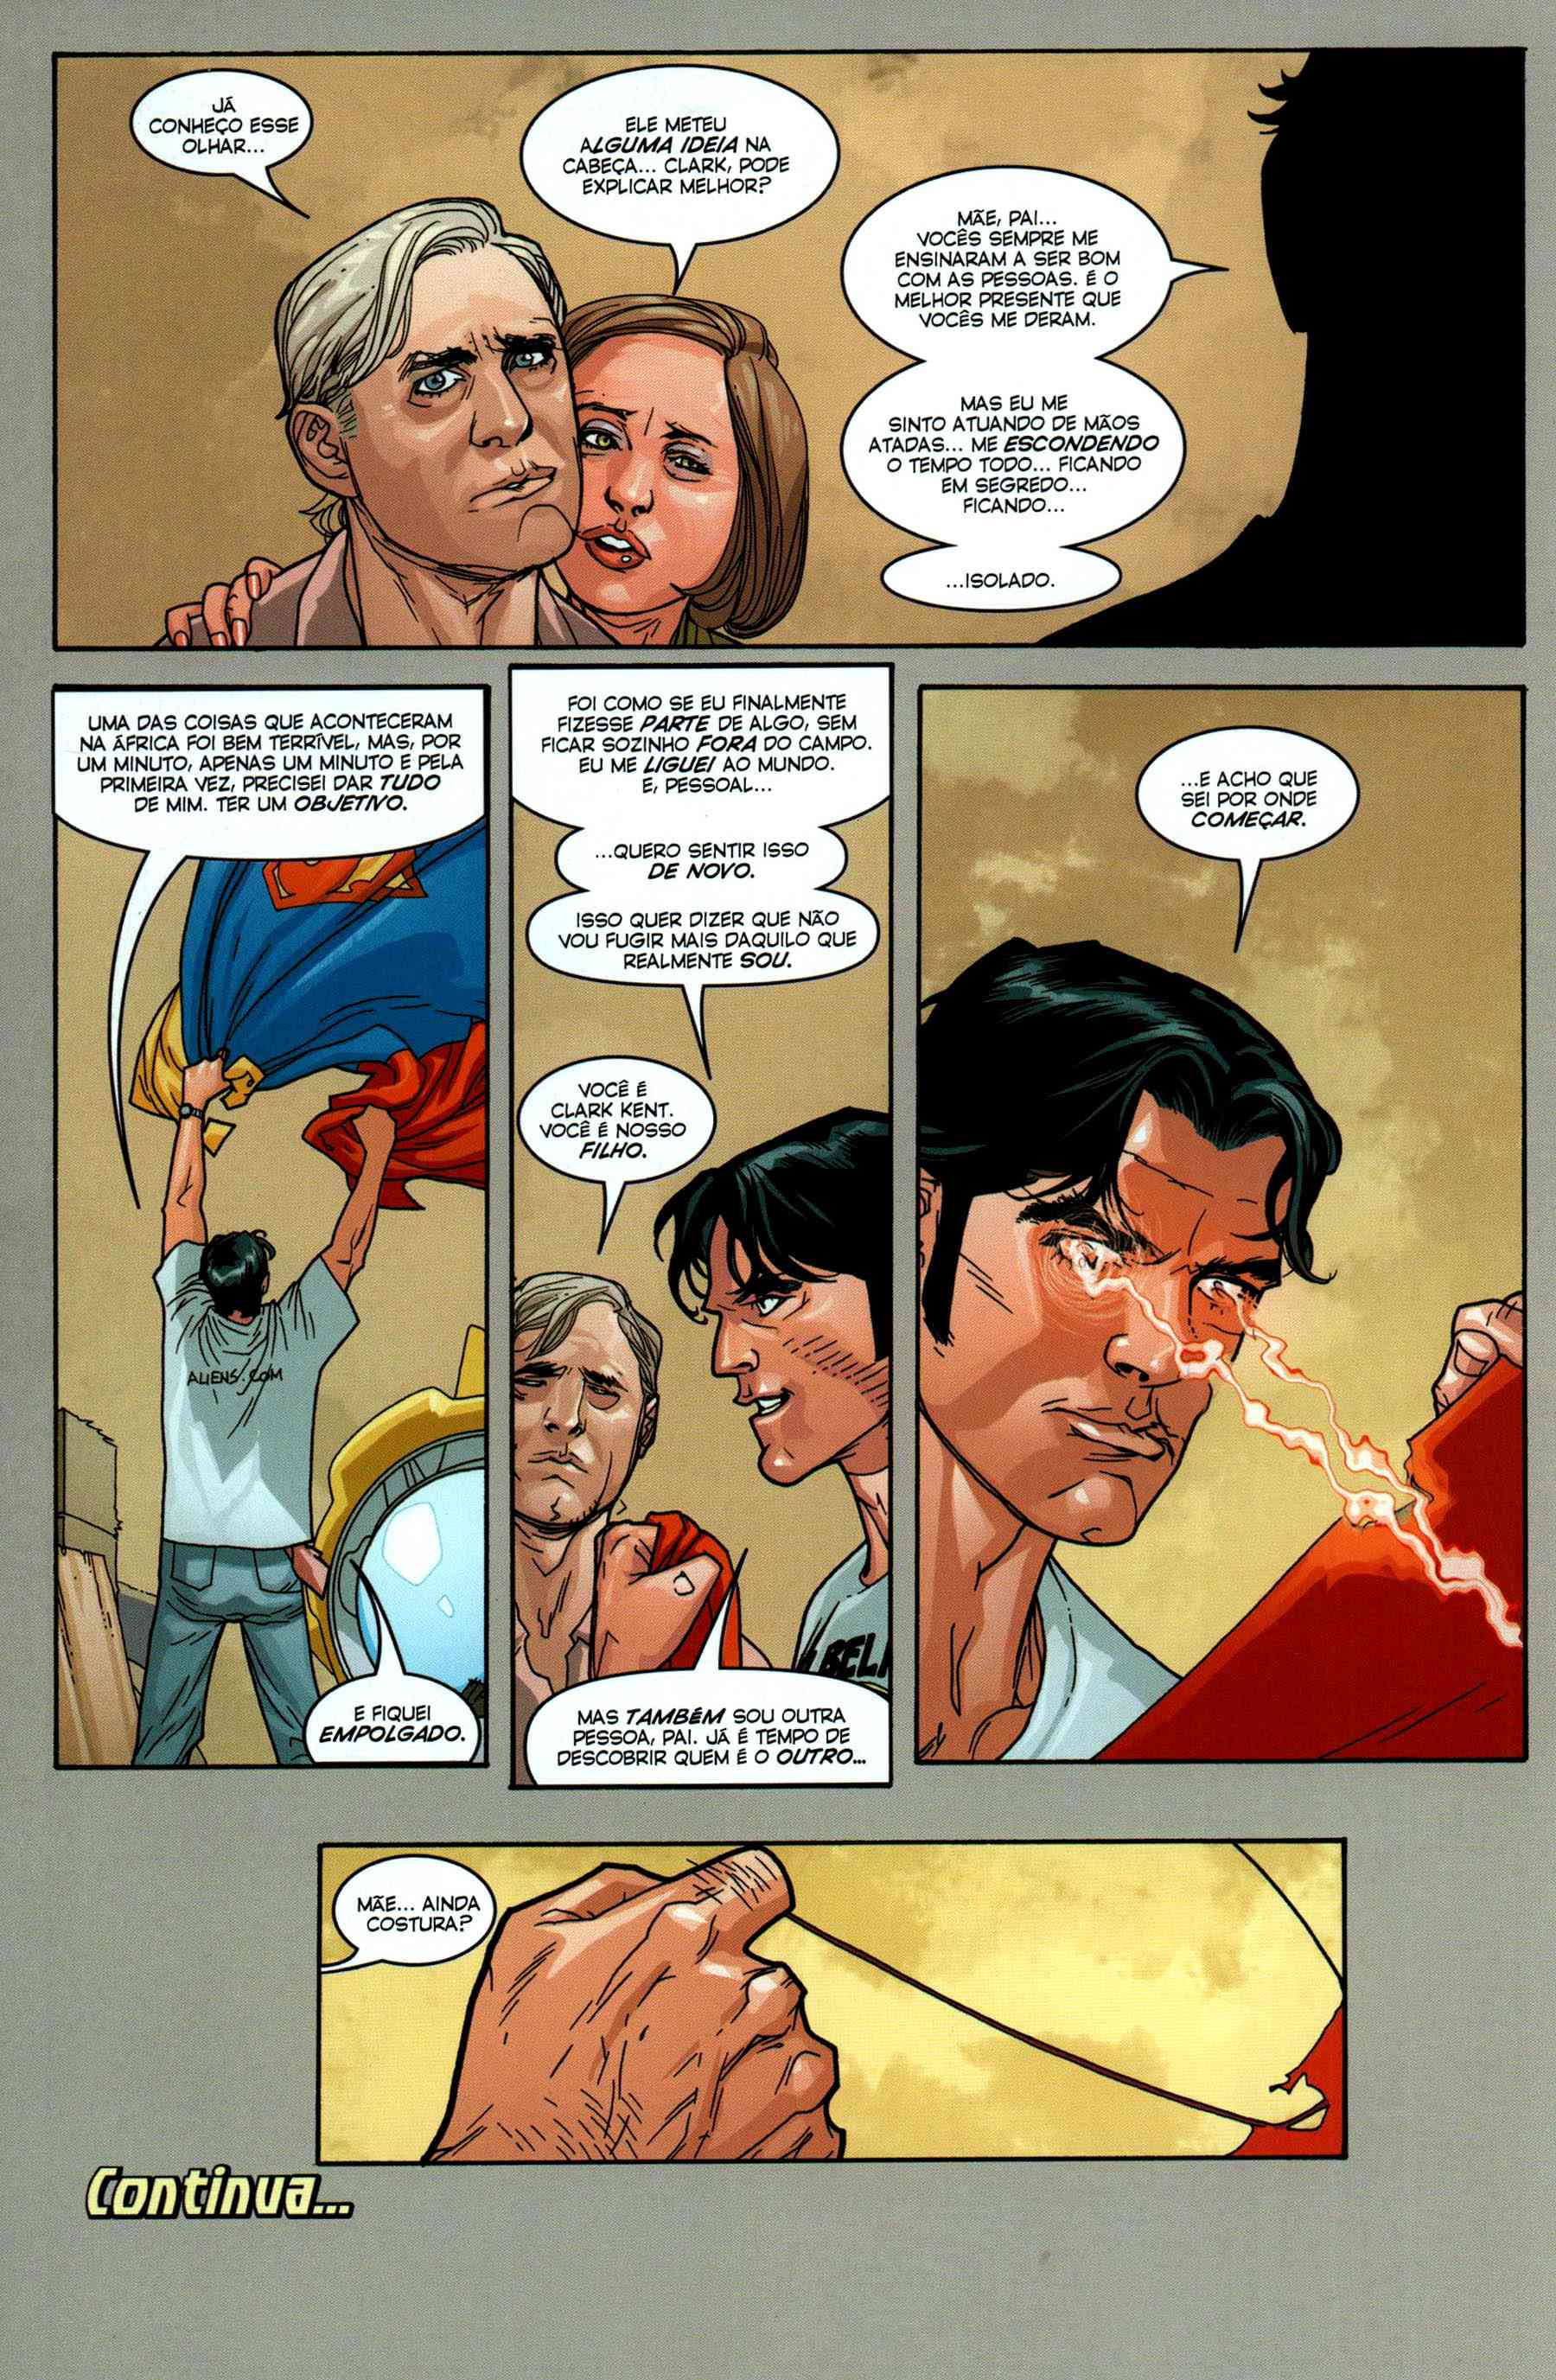 JÁ
CONHEÇO ESSE
OLHAR...
ELE METEU
ALGUMA IDEIA NA
CABEÇA... CLARK, PODE
EXPLICAR MELHOR?
MÃE, PAI...
VOCÊS SEMPRE ME
ENSINARAM A SER BOM
COM AS PESSOAS. É O
MELHOR PRESENTE QUE
VOCÊS ME DERAM.
MAS EU ME
SINTO ATUANDO DE MÃOS
ATADAS... ME ESCONDENDO
O TEMPO TODO... FICANDO
EM SEGREDO...
FICANDO...
...ISOLADO.
UMA DAS COISAS QUE ACONTECERAM
NA ÁFRICA FOI BEM TERRÍVEL, MAS, POR
UM MINUTO, APENAS UM MINUTO E PELA
PRIMEIRA VEZ, PRECISEI DAR TUDO
DE MIM. TER UM OBJETIVO.
ALIENS.COM
E FIQUEI
EMPOLGADO.
FOI COMO SE EU FINALMENTE
FIZESSE PARTE DE ALGO, SEM
FICAR SOZINHO FORA DO CAMPO.
EU ME LIGUEI AO MUNDO.
E, PESSOAL...
...QUERO SENTIR ISSO
DE NOVO.
ISSO QUER DIZER QUE NÃO
VOU FUGIR MAIS DAQUILO QUE
REALMENTE SOU.
VOCÊ É
CLARK KENT.
VOCÊ É NOSSO
FILHO.
BEL
MAS TAMBÉM SOU OUTRA
PESSOA, PAI. JÁ É TEMPO DE
DESCOBRIR QUEM É O OUTRO...
...E ACHO QUE
SEI POR ONDE
COMEÇAR.
MÃE... AINDA
COSTURA?
Continua...